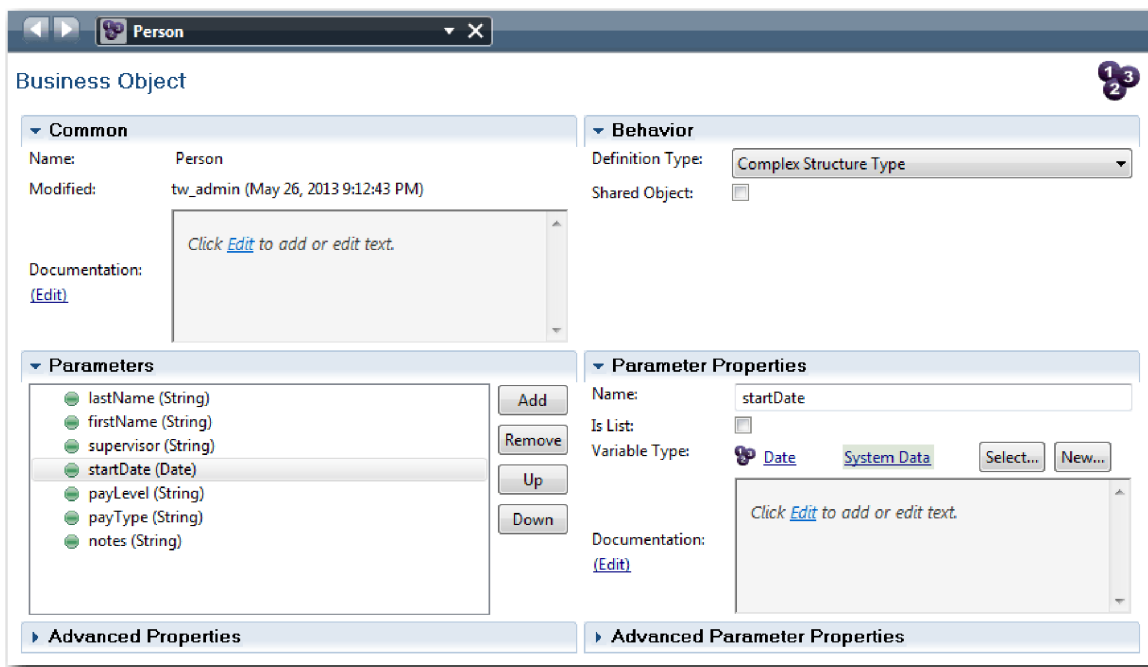 Person
Business Object
1 2 3
Common
Name: Person
Modified: tw_admin (May 26, 2013 9:12:43 PM)
Click Edit to add or edit text.
Documentation:
(Edit)
Behavior
Definition Type: Complex Structure Type
Shared Object:
Parameters
lastName (String)
firstName (String)
supervisor (String)
startDate (Date)
payLevel (String)
payType (String)
notes (String)
Add
Remove
Up
Down
Parameter Properties
Name: startDate
Is List:
Variable Type: Date System Data Select... New...
Click Edit to add or edit text.
Documentation:
(Edit)
Advanced Properties
Advanced Parameter Properties